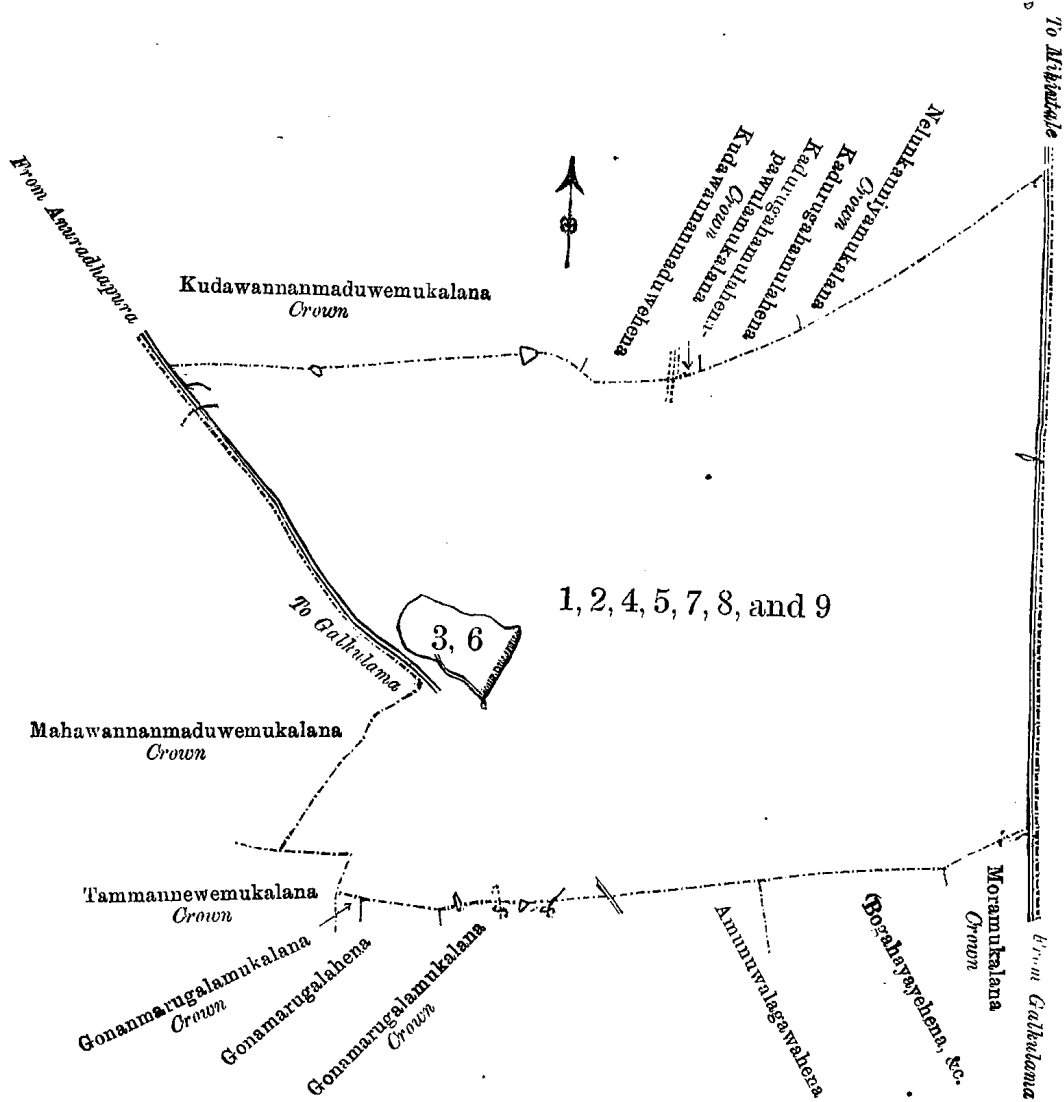 To Mihintale
From Anuradhapura
Kudawannanmaduwemukalana
Crown
Kudawannanmaduwehena
Crown
pawulamukalana
Kadurugahamulahena-
Kadurugahamulahena
Crown
Nelunkanniyamukalana
1, 2, 4, 5, 7, 8, and 9
3, 6
To Galkulama
Mahawannanmaduwemukalana
Crown
Tammannewemukalana
Crown
Gonanmarugalamukalana
Crown
Gonamarugalahena
Gonamarugalamukalana
Crown
Amunuwalagawahena
(Bogahayayehena, &c.
Moramukalana
Crown
From Galkulama